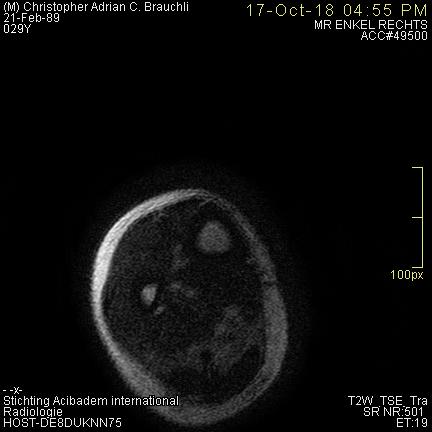 (M) Christopher Adrian C. Brauchli
21-Feb-89
029Y
17-Oct-18 04:55 PM
MR ENKEL RECHTS
ACC#49500
100px
--x-
Stichting Acibadem international
Radiologie
HOST-DE8DUKNN75
T2W_TSE_Tra
SR NR:501
ET:19